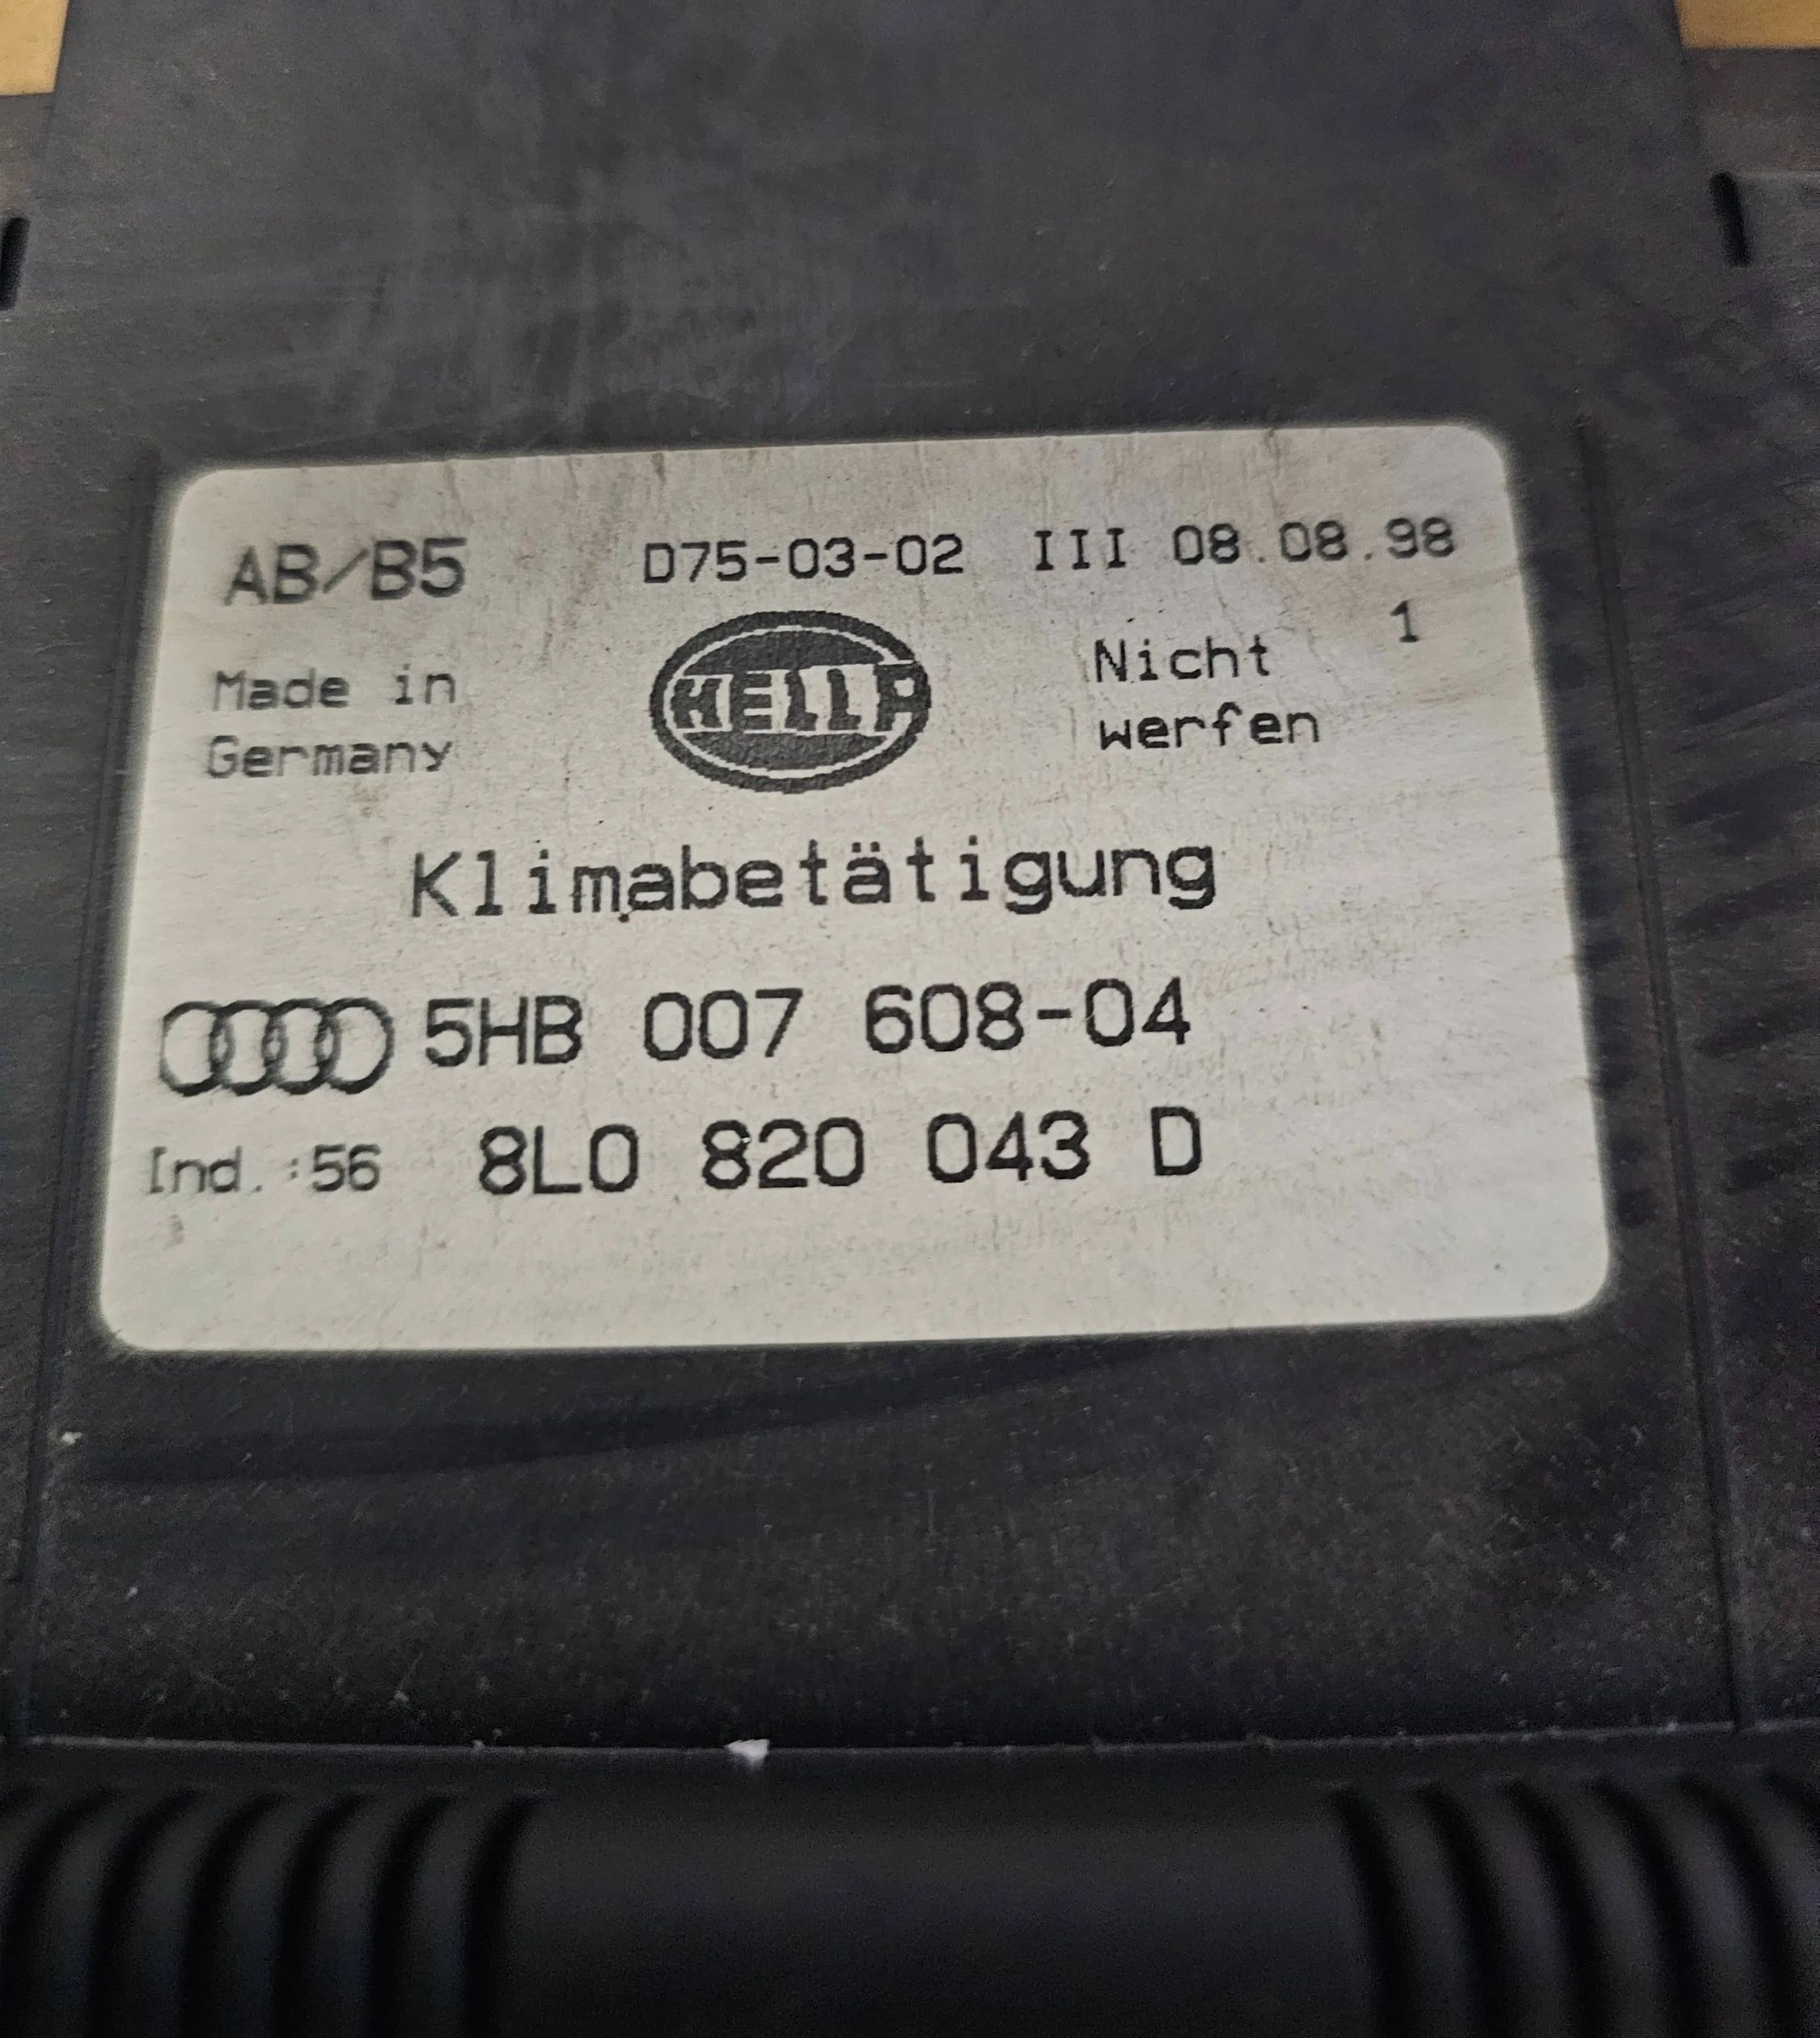 AB/B5 D75-03-02 III 08.08.98
1
Made in HELLA Nicht
Germany werfen
Klimabetätigung
5HB 007 608-04
Ind.:56 8L0 820 043 D